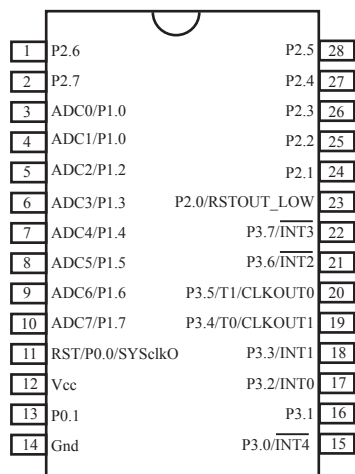 1 P2.6 P2.5 28
2 P2.7 P2.4 27
3 ADC0/P1.0 P2.3 26
4 ADC1/P1.0 P2.2 25
5 ADC2/P1.2 P2.1 24
6 ADC3/P1.3 P2.0/RSTOUT_LOW 23
7 ADC4/P1.4 P3.7/INT3 22
8 ADC5/P1.5 P3.6/INT2 21
9 ADC6/P1.6 P3.5/T1/CLKOUT0 20
10 ADC7/P1.7 P3.4/T0/CLKOUT1 19
11 RST/P0.0/SYSclkO P3.3/INT1 18
12 Vcc P3.2/INT0 17
13 P0.1 P3.1 16
14 Gnd P3.0/INT4 15